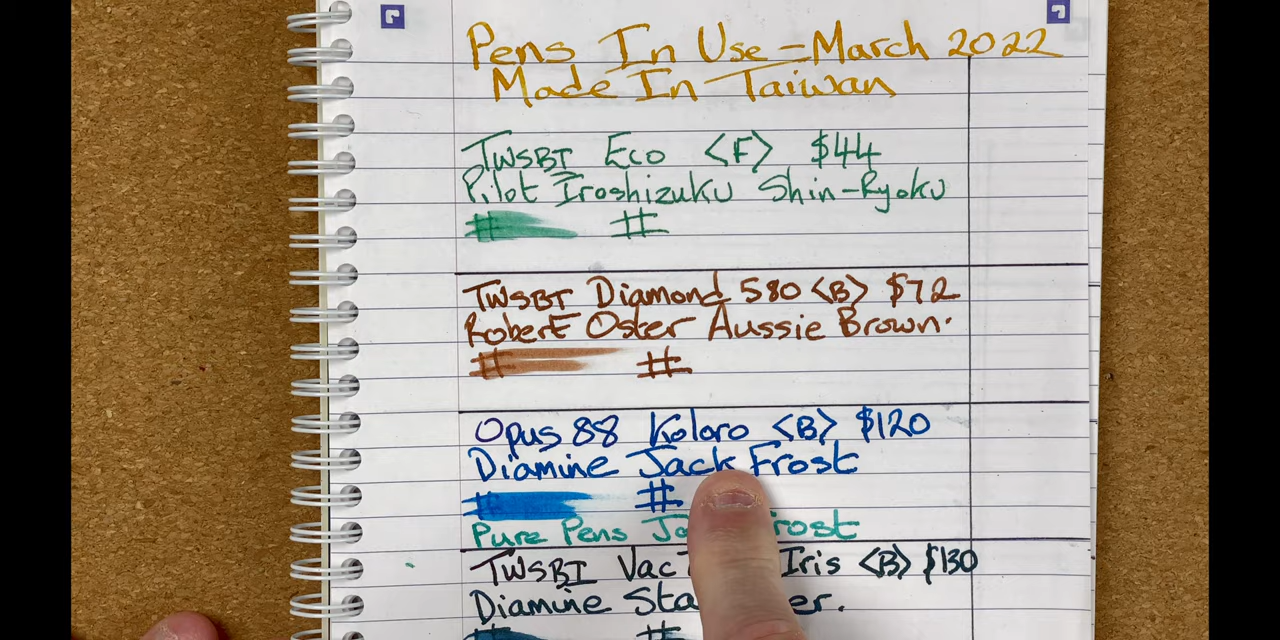 Pens In Use - March 2022
Made In Taiwan
TWSBI Eco <F> $44
Pilot Iroshizuku Shin-Ryoku
# #
TWSBI Diamond 580 <B> $72
Robert Oster Aussie Brown.
# #
Opus 88 Koloro <B> $120
Diamine Jack Frost
# #
Pure Pens
TWSBI Vac Iris <B> $130
Diamine